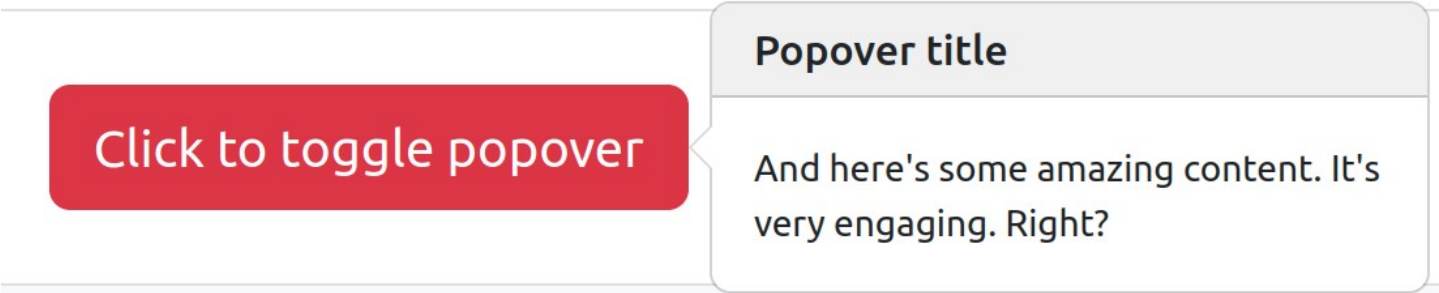 Click to toggle popover
Popover title
And here's some amazing content. It's
very engaging. Right?